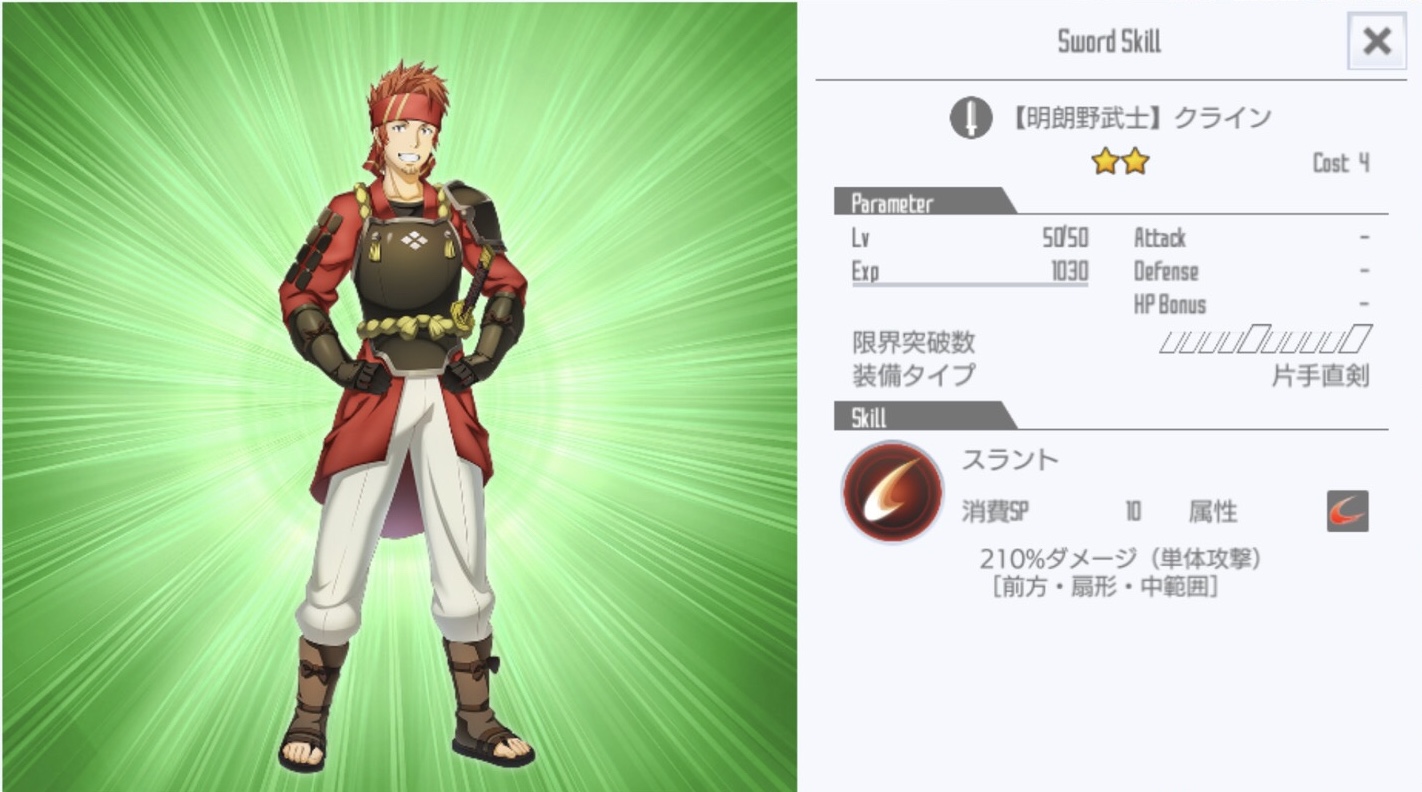 Sword Skill
【明朗野武士】クライン
Cost 4
Parameter
Lv 50/50 Attack -
Exp 1030 Defense -
HP Bonus -
限界突破数
装備タイプ 片手直剣
Skill
スラント
消費SP 10 属性
210%ダメージ（単体攻撃）
［前方・扇形・中範囲］